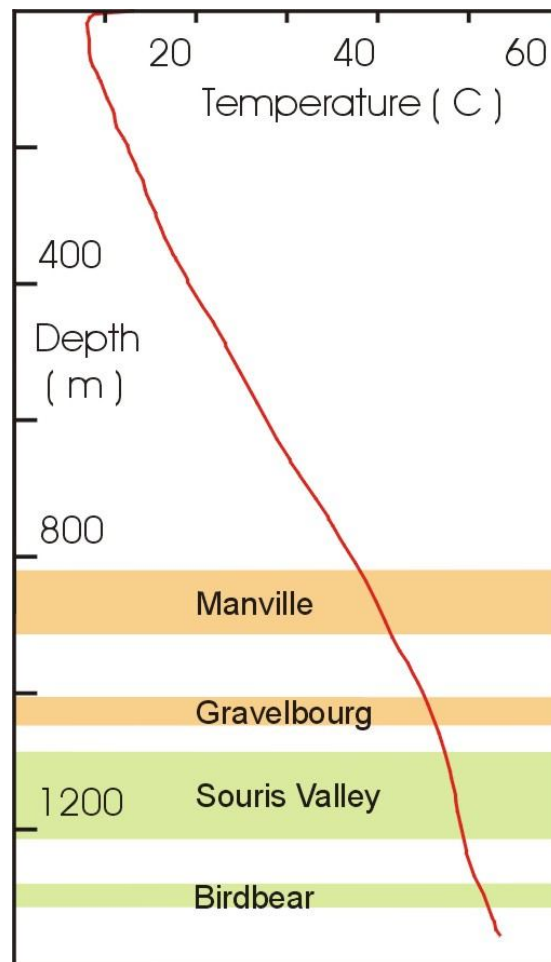 20 40 60
Temperature ( C )
400
Depth
( m )
800
Manville
Gravelbourg
1200 Souris Valley
Birdbear